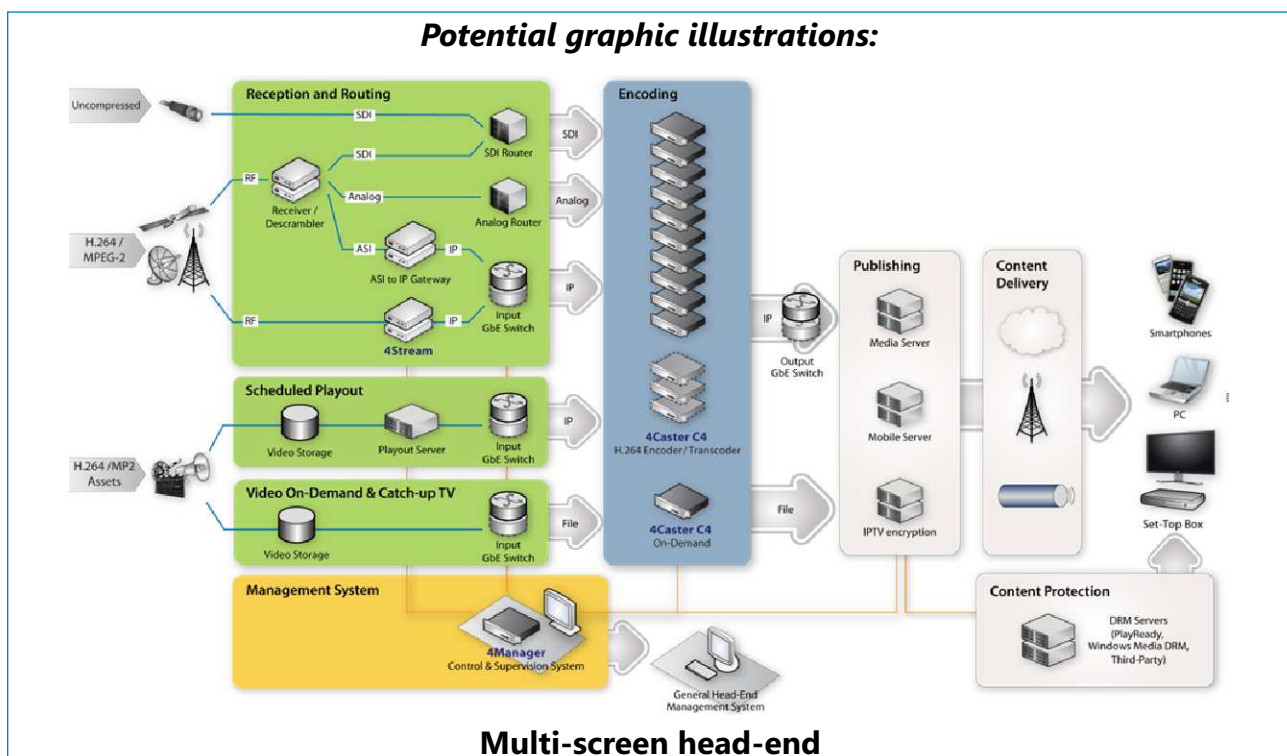 Potential graphic illustrations:
Uncompressed
H.264 /
MPEG-2
H.264 /MP2
Assets
Reception and Routing
SDI
SDI
RF
Analog
ASI
IP
RF
IP
Receiver /
Descrambler
SDI Router
Analog Router
ASI to IP Gateway
Input
GbE Switch
4Stream
SDI
Analog
IP
Scheduled Playout
Video Storage
Playout Server
Input
GbE Switch
IP
Video On-Demand & Catch-up TV
Video Storage
Input
GbE Switch
File
Management System
4Manager
Control & Supervision System
General Head-End
Management System
Encoding
4Caster C4
H.264 Encoder/Transcoder
4Caster C4
On-Demand
IP
Output
GbE Switch
File
Publishing
Media Server
Mobile Server
IPTV encryption
Content
Delivery
Smartphones
PC
Set-Top Box
Content Protection
DRM Servers
(PlayReady,
Windows Media DRM,
Third-Party)
Multi-screen head-end